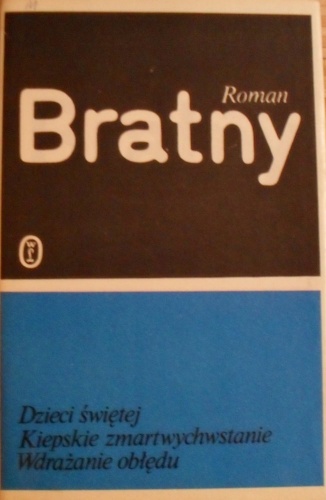 Roman
Bratny
Dzieci świętej
Kiepskie zmartwychwstanie
Wdrażanie obłędu